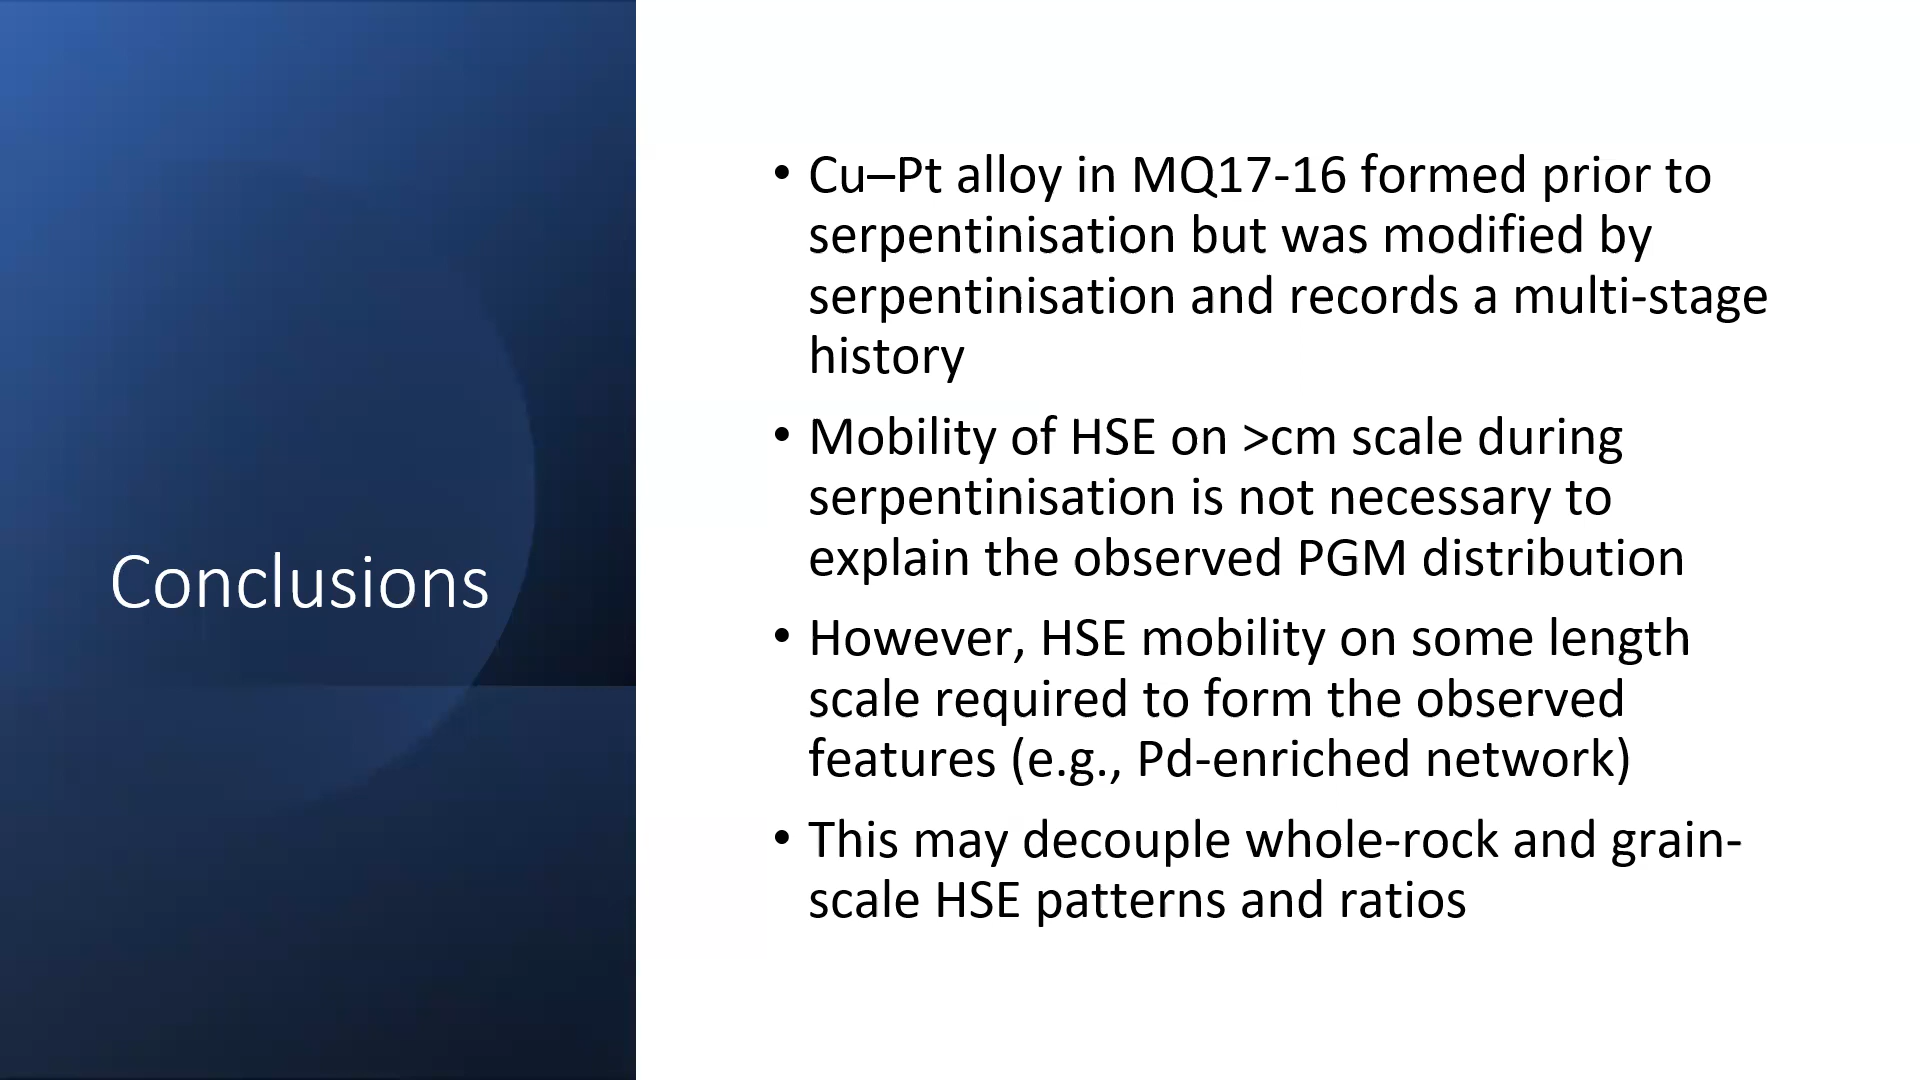 Conclusions
• Cu–Pt alloy in MQ17-16 formed prior to
serpentinisation but was modified by
serpentinisation and records a multi-stage
history
• Mobility of HSE on >cm scale during
serpentinisation is not necessary to
explain the observed PGM distribution
• However, HSE mobility on some length
scale required to form the observed
features (e.g., Pd-enriched network)
• This may decouple whole-rock and grain-
scale HSE patterns and ratios